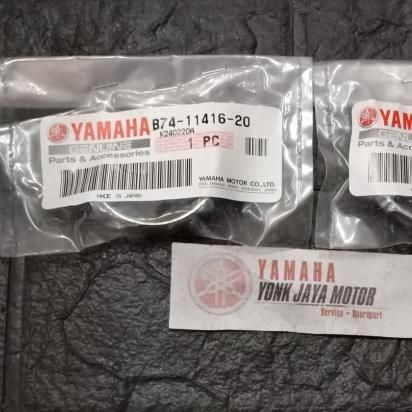 YAMAHA B74-11416-20
GENUINE K240220A
Parts & Accessories 1 PC
YAMAHA MOTOR CO.,LTD.
MADE IN JAPAN
YAMAHA
GENUINE
Parts & Acce
YAMAHA
YONK JAYA MOTOR
Service - Sparepart